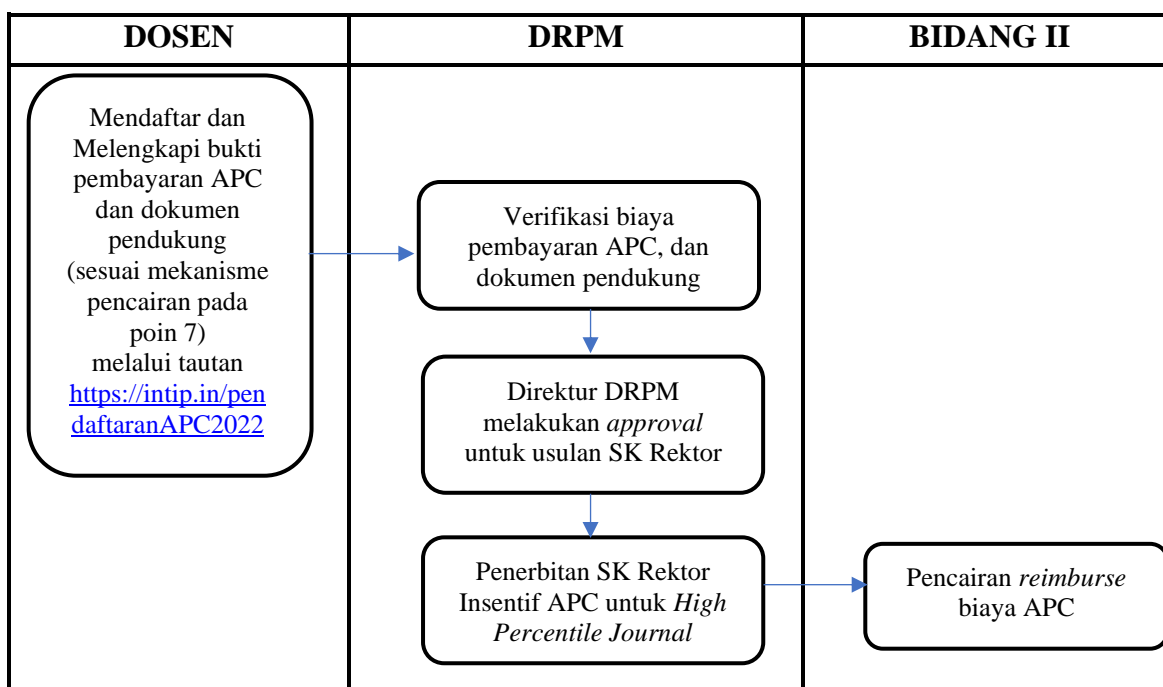 DOSEN
DRPM
BIDANG II
Mendaftar dan
Melengkapi bukti
pembayaran APC
dan dokumen
pendukung
(sesuai mekanisme
pencairan pada
poin 7)
melalui tautan
https://intip.in/pen
daftaranAPC2022
Verifikasi biaya
pembayaran APC, dan
dokumen pendukung
Direktur DRPM
melakukan approval
untuk usulan SK Rektor
Penerbitan SK Rektor
Insentif APC untuk High
Percentile Journal
Pencairan reimburse
biaya APC